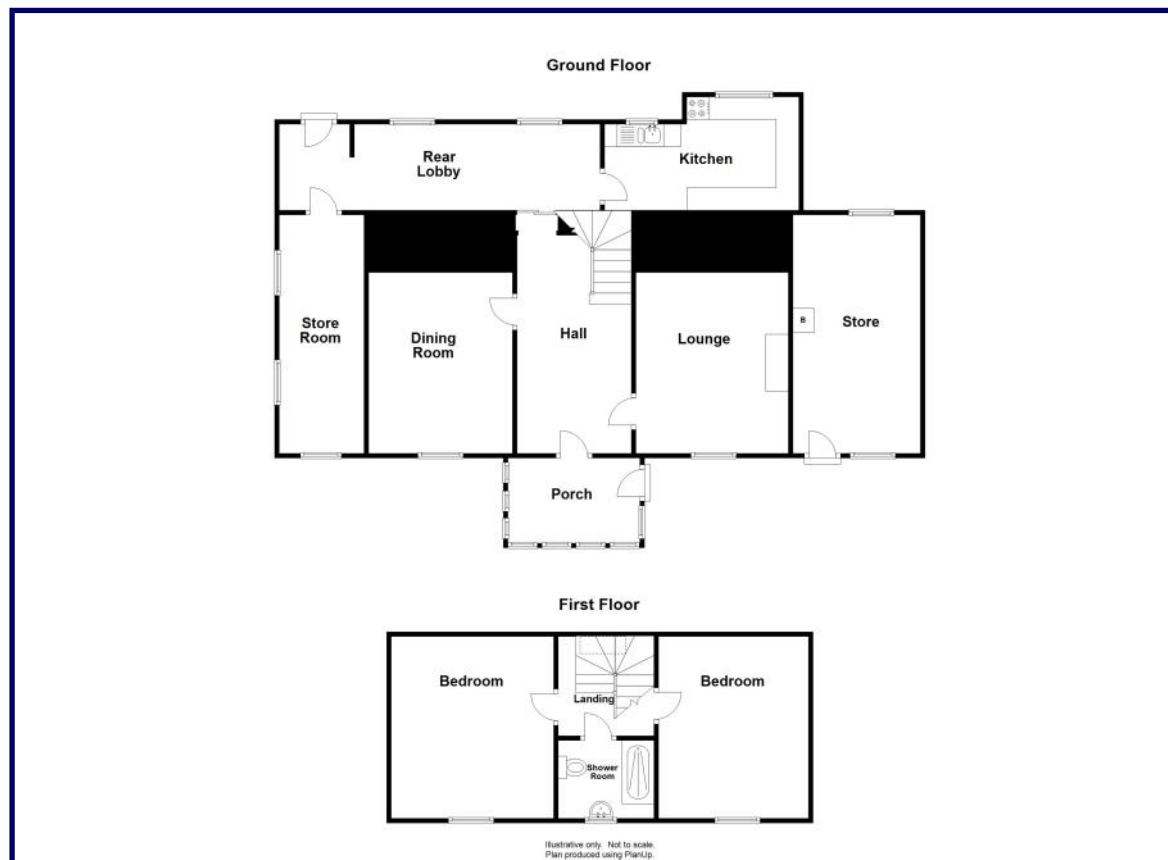 Ground Floor
Rear
Lobby
Kitchen
Store
Room
Dining
Room
Hall
Lounge
B
Store
Porch
First Floor
Bedroom
Landing
Bedroom
Shower
Room
Illustrative only. Not to scale.
Plan produced using PlanUp.